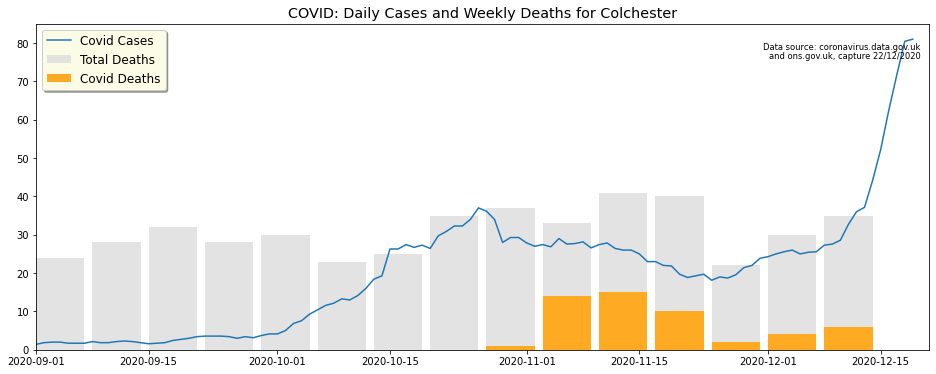 COVID: Daily Cases and Weekly Deaths for Colchester
Covid Cases
Total Deaths
Covid Deaths
Data source: coronavirus.data.gov.uk
and ons.gov.uk, capture 22/12/2020
80
70
60
50
40
30
20
10
0
2020-09-01
2020-09-15
2020-10-01
2020-10-15
2020-11-01
2020-11-15
2020-12-01
2020-12-15